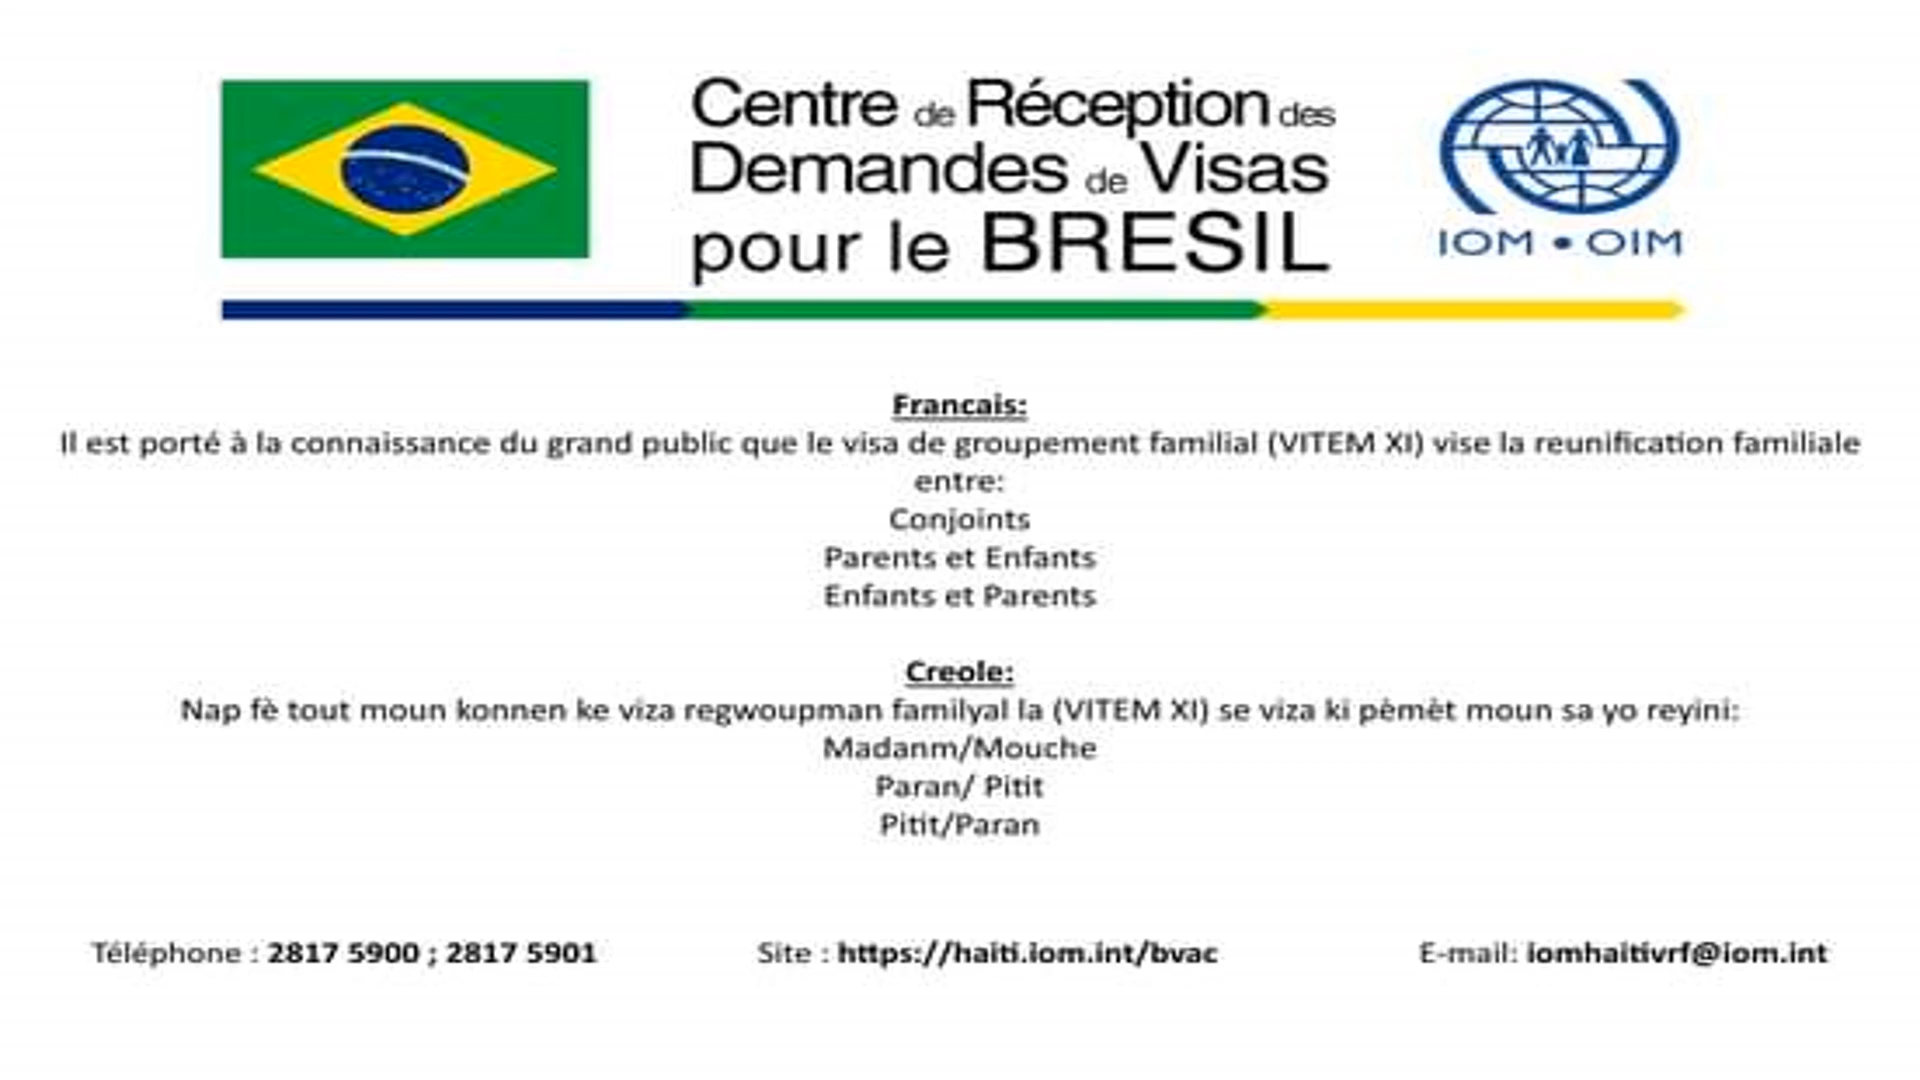 Centre de Réception des
Demandes de Visas
pour le BRESIL
IOM • OIM
Francais:
Il est porté à la connaissance du grand public que le visa de groupement familial (VITEM XI) vise la reunification familiale
entre:
Conjoints
Parents et Enfants
Enfants et Parents
Creole:
Nap fè tout moun konnen ke viza regwoupman familyal la (VITEM XI) se viza ki pèmèt moun sa yo reyini:
Madanm/Mouche
Paran/ Pitit
Pitit/Paran
Téléphone : 2817 5900 ; 2817 5901
Site : https://haiti.iom.int/bvac
E-mail: iomhaitivrf@iom.int